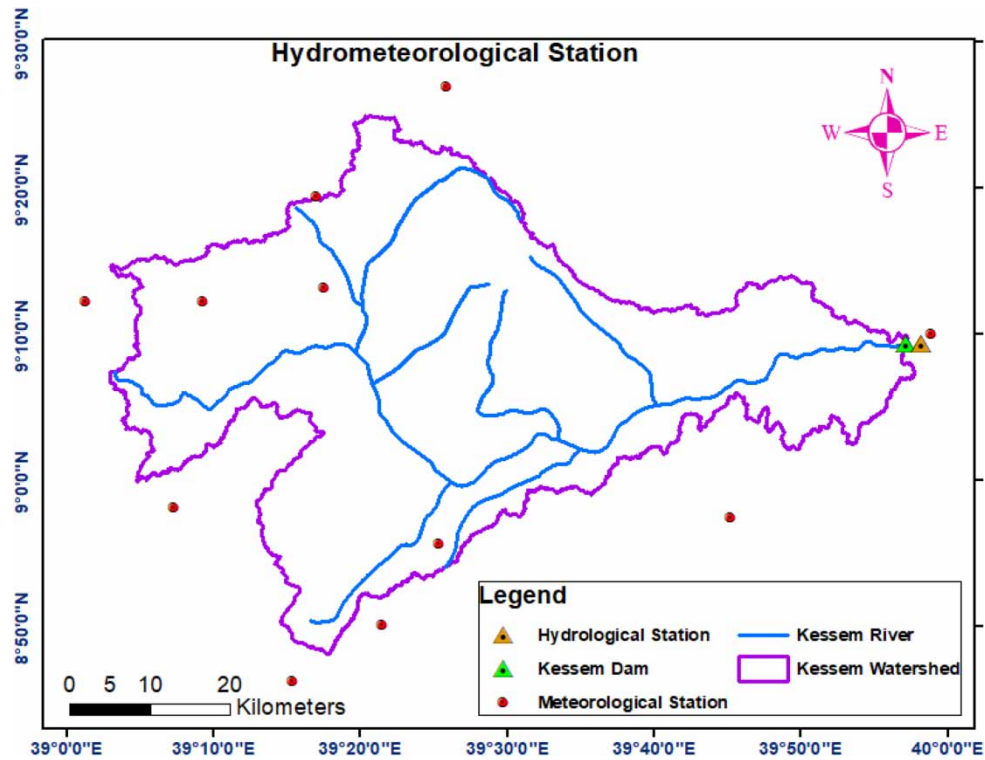 Hydrometeorological Station
N
W E
S
9°30'0"N
9°20'0"N
9°10'0"N
9°0'0"N
8°50'0"N
Legend
Hydrological Station
Kessem River
Kessem Dam
Kessem Watershed
Meteorological Station
0 5 10 20
Kilometers
39°0'0"E 39°10'0"E 39°20'0"E 39°30'0"E 39°40'0"E 39°50'0"E 40°0'0"E